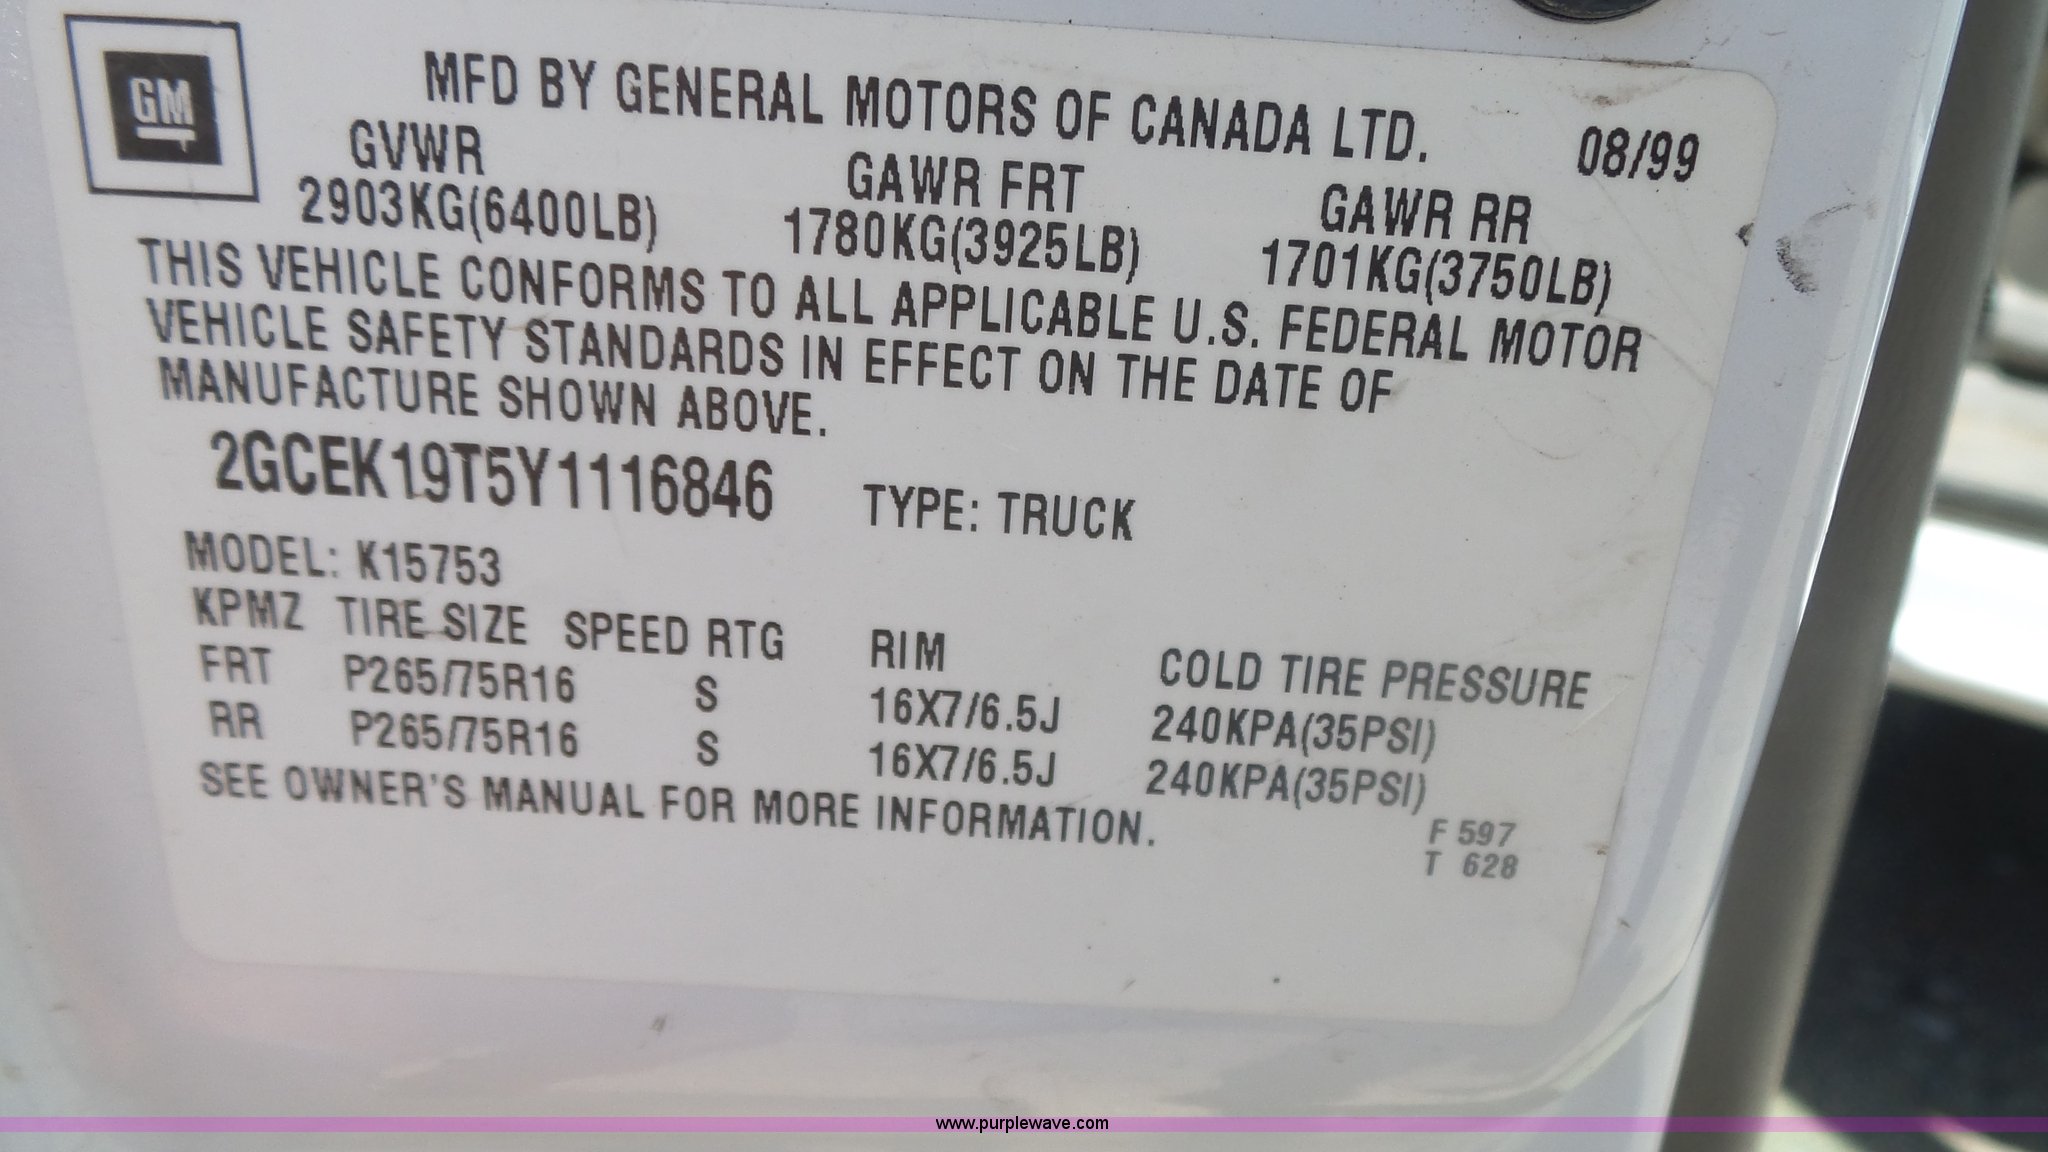 GM
MFD BY GENERAL MOTORS OF CANADA LTD.
08/99
GVWR GAWR FRT GAWR RR
2903KG(6400LB) 1780KG(3925LB) 1701KG(3750LB)
THIS VEHICLE CONFORMS TO ALL APPLICABLE U.S. FEDERAL MOTOR
VEHICLE SAFETY STANDARDS IN EFFECT ON THE DATE OF
MANUFACTURE SHOWN ABOVE.
2GCEK19T5Y1116846 TYPE: TRUCK
MODEL: K15753
KPMZ TIRE SIZE SPEED RTG RIM COLD TIRE PRESSURE
FRT P265/75R16 S 16X7/6.5J 240KPA(35PSI)
RR P265/75R16 S 16X7/6.5J 240KPA(35PSI)
SEE OWNER'S MANUAL FOR MORE INFORMATION.
F 597
T 628
www.purplewave.com